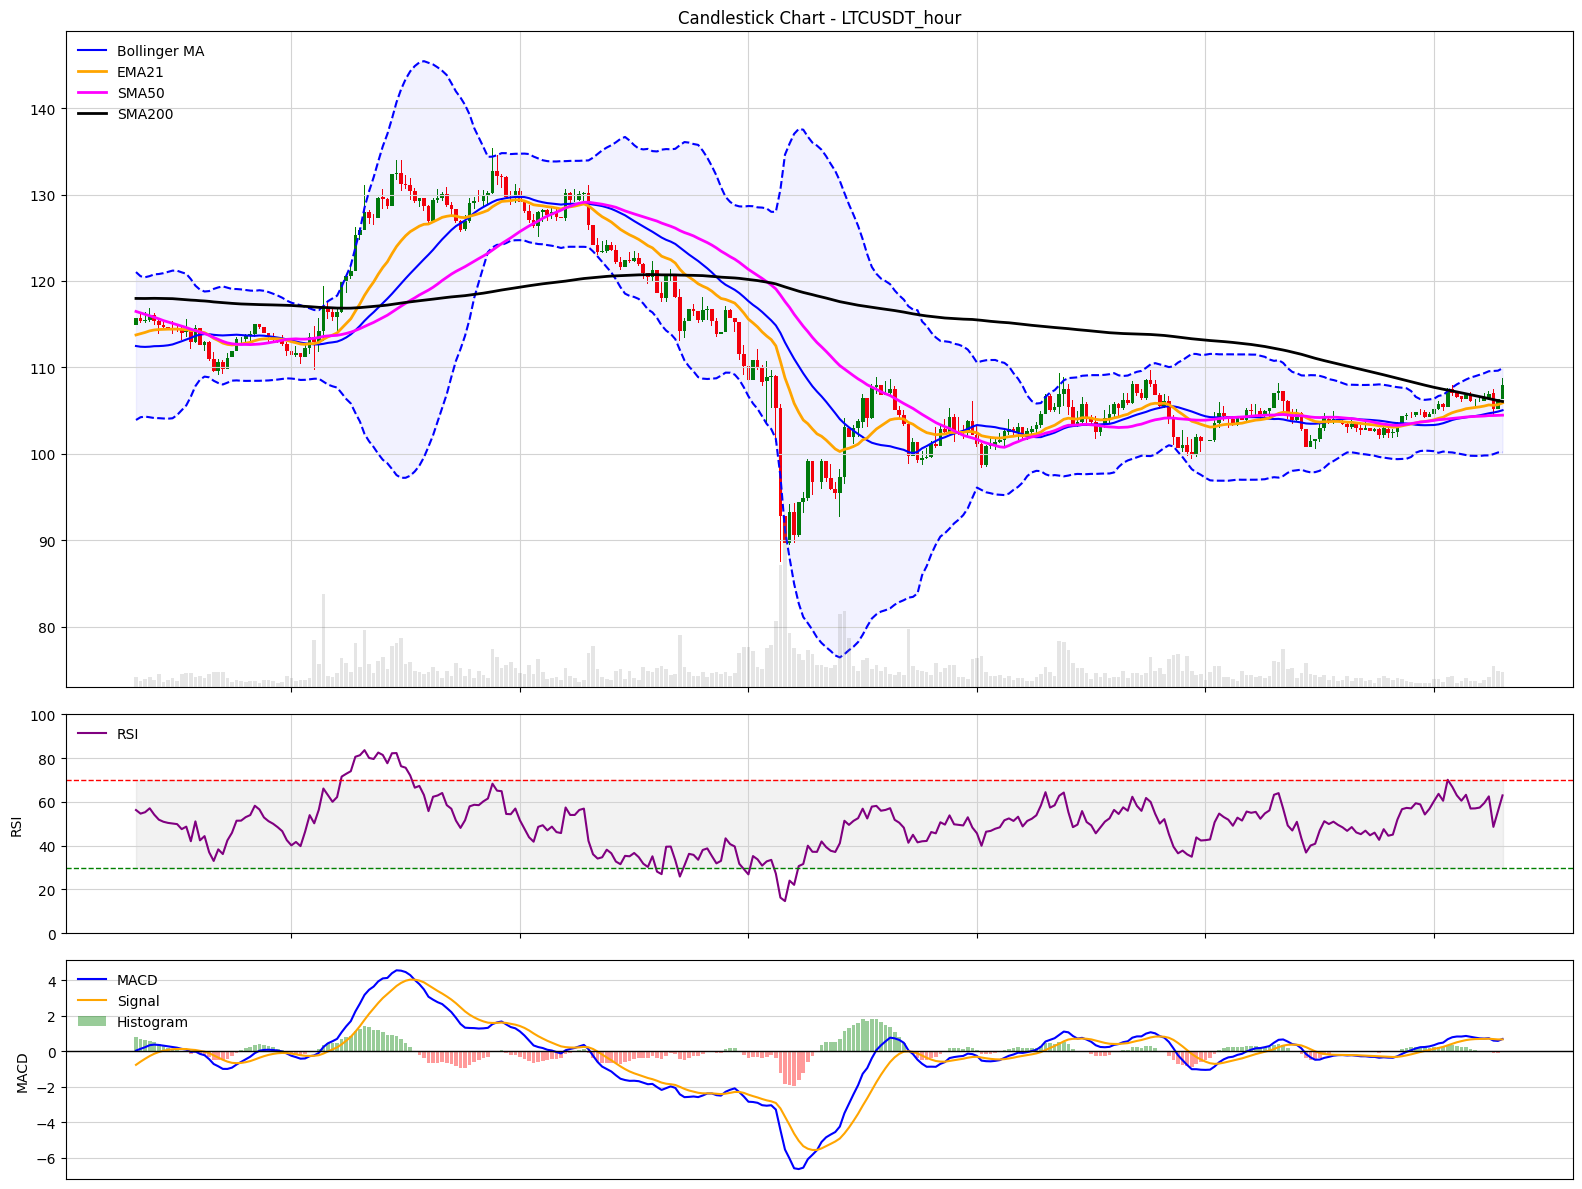 Candlestick Chart - LTCUSDT_hour
Bollinger MA
EMA21
SMA50
SMA200
140
130
120
110
100
90
80
100
80
60
40
20
0
RSI
RSI
4
2
0
−2
−4
−6
MACD
MACD
Signal
Histogram